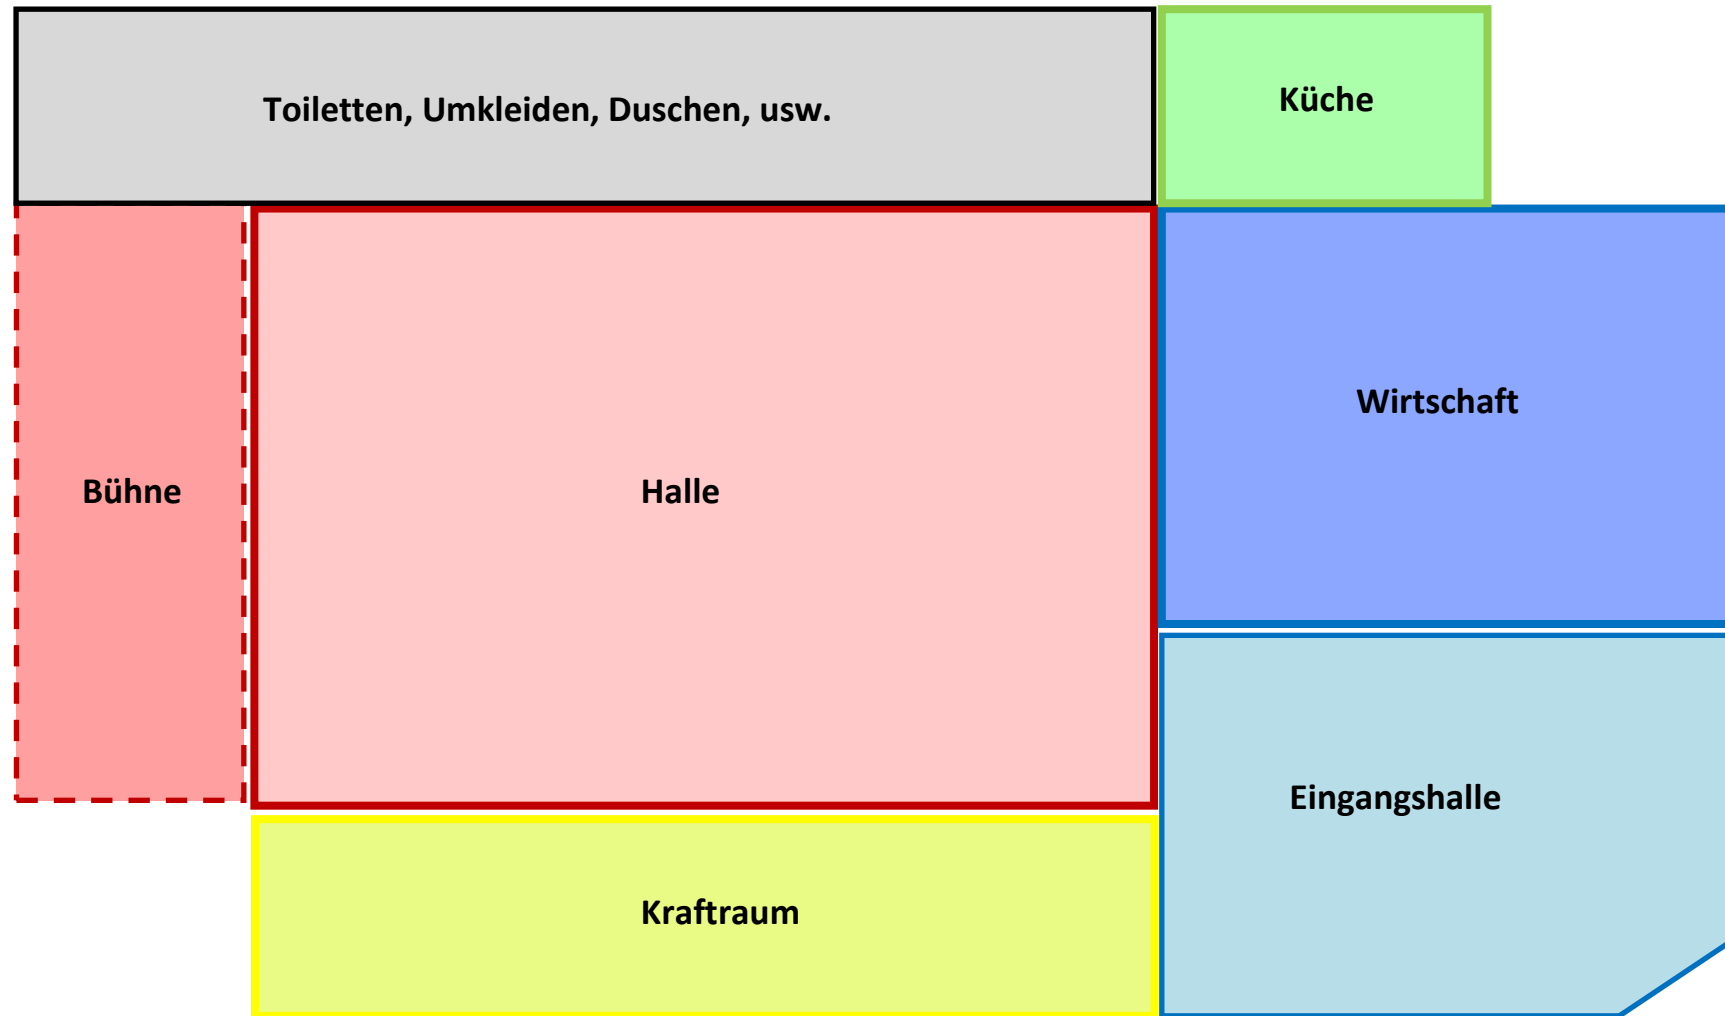 Toiletten, Umkleiden, Duschen, usw.
Küche
Wirtschaft
Bühne
Halle
Eingangshalle
Kraftraum